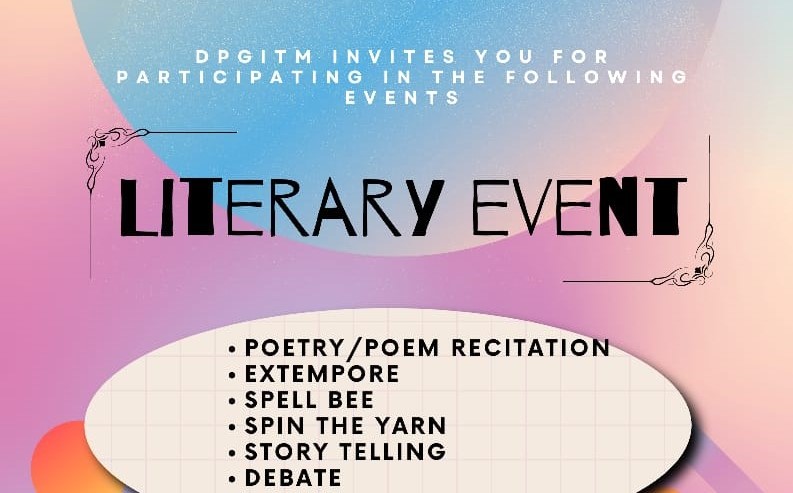 DPGITM INVITES YOU FOR
PARTICIPATING IN THE FOLLOWING
EVENTS
LITERARY EVENT
• POETRY/POEM RECITATION
• EXTEMPORE
• SPELL BEE
• SPIN THE YARN
• STORY TELLING
• DEBATE